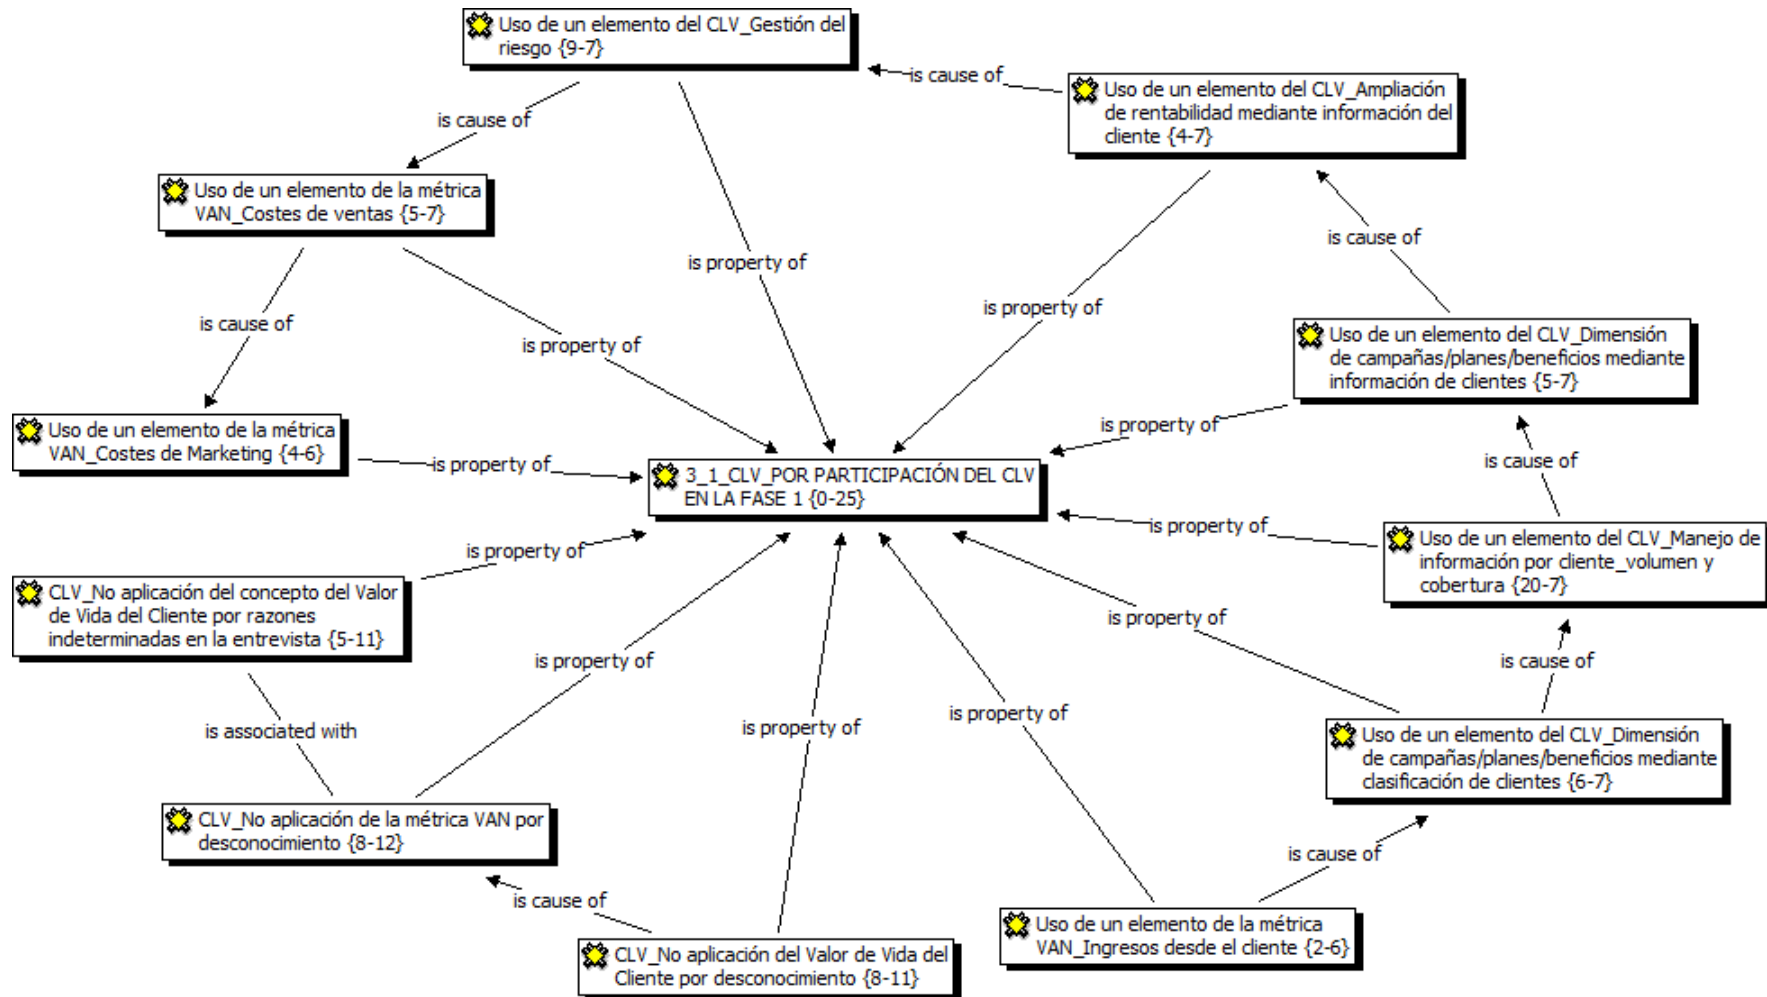 Uso de un elemento del CLV_Gestión del
riesgo {9-7}
is cause of
Uso de un elemento del CLV_Ampliación
de rentabilidad mediante información del
cliente {4-7}
is cause of
Uso de un elemento de la métrica
VAN_Costes de ventas {5-7}
is property of
is cause of
is property of
is cause of
is property of
Uso de un elemento del CLV_Dimensión
de campañas/planes/beneficios mediante
información de clientes {5-7}
Uso de un elemento de la métrica
VAN_Costes de Marketing {4-6}
is property of
is property of
is cause of
3_1_CLV_POR PARTICIPACIÓN DEL CLV
EN LA FASE 1 {0-25}
is property of
is property of
Uso de un elemento del CLV_Manejo de
información por cliente_volumen y
cobertura {20-7}
CLV_No aplicación del concepto del Valor
de Vida del Cliente por razones
indeterminadas en la entrevista {5-11}
is property of
is property of
is cause of
is associated with
is property of
is property of
Uso de un elemento del CLV_Dimensión
de campañas/planes/beneficios mediante
clasificación de clientes {6-7}
CLV_No aplicación de la métrica VAN por
desconocimiento {8-12}
is cause of
is cause of
Uso de un elemento de la métrica
VAN_Ingresos desde el cliente {2-6}
CLV_No aplicación del Valor de Vida del
Cliente por desconocimiento {8-11}